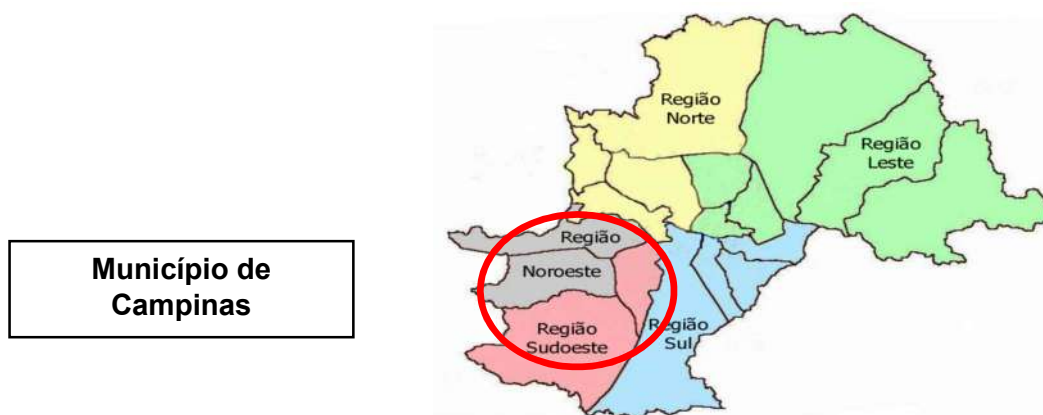 Região
Norte
Região
Leste
Região
Noroeste
Município de
Campinas
Região
Sudoeste
Região
Sul